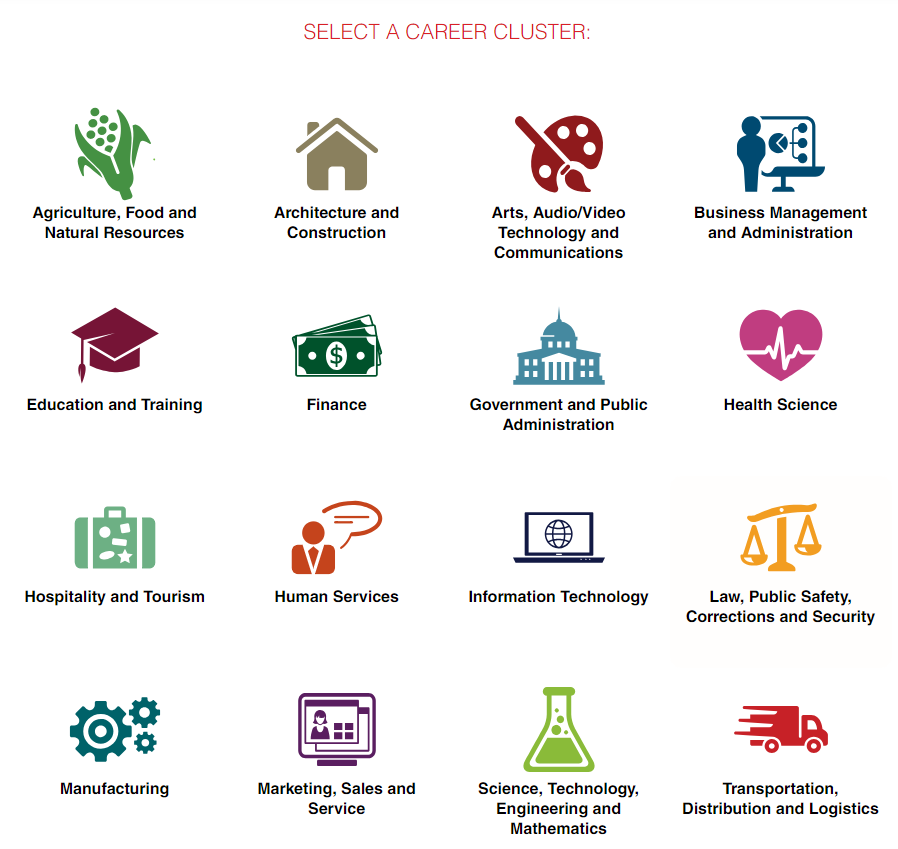 SELECT A CAREER CLUSTER:
Agriculture, Food and
Natural Resources
Architecture and
Construction
Arts, Audio/Video
Technology and
Communications
Business Management
and Administration
Education and Training
$
Finance
Government and Public
Administration
Health Science
Hospitality and Tourism
Human Services
Information Technology
Law, Public Safety,
Corrections and Security
Manufacturing
Marketing, Sales and
Service
Science, Technology,
Engineering and
Mathematics
Transportation,
Distribution and Logistics